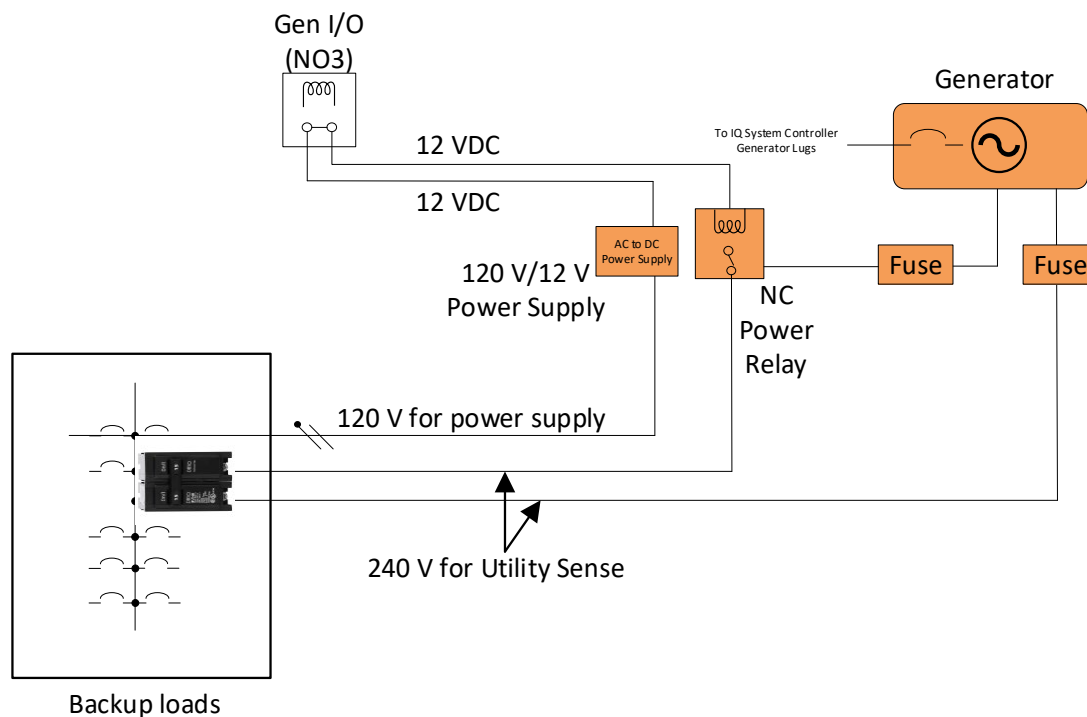 Gen I/O
(NO3)
Generator
To IQ System Controller
Generator Lugs
12 VDC
12 VDC
AC to DC
Power Supply
120 V/12 V
Power Supply
Fuse
Fuse
NC
Power
Relay
120 V for power supply
240 V for Utility Sense
Backup loads